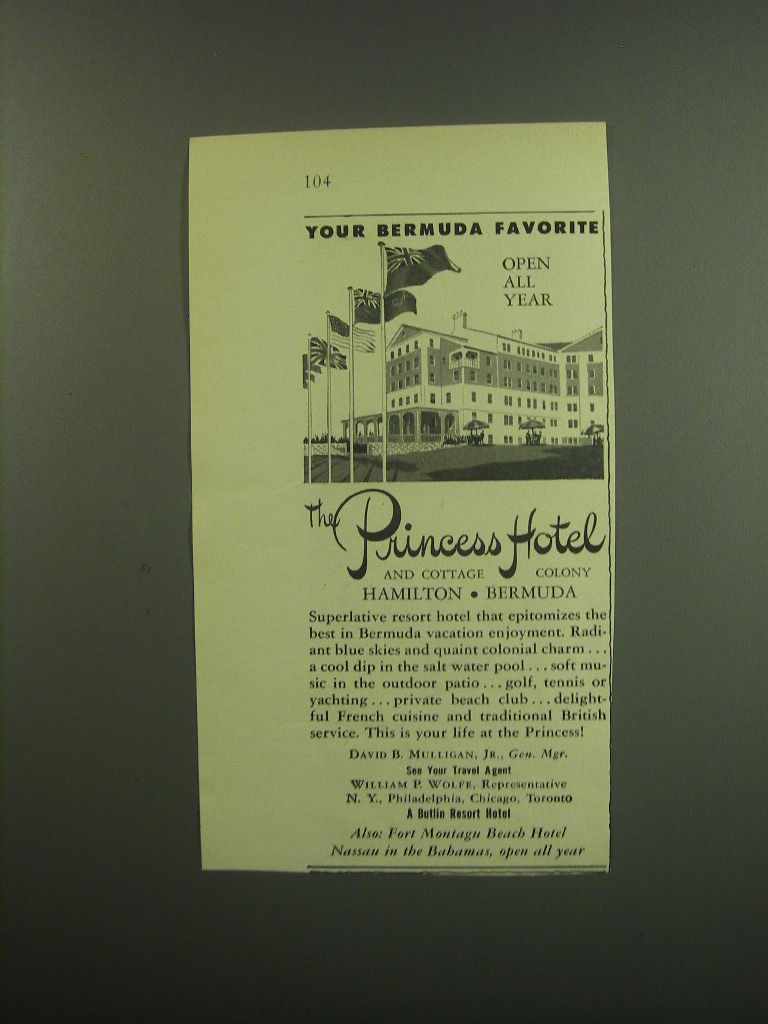 104
YOUR BERMUDA FAVORITE
OPEN
ALL
YEAR
The Princess Hotel
AND COTTAGE COLONY
HAMILTON • BERMUDA
Superlative resort hotel that epitomizes the
best in Bermuda vacation enjoyment. Radi-
ant blue skies and quaint colonial charm . . .
a cool dip in the salt water pool . . . soft mu-
sic in the outdoor patio . . . golf, tennis or
yachting . . . private beach club . . . delight-
ful French cuisine and traditional British
service. This is your life at the Princess!
DAVID B. MULLIGAN, JR., Gen. Mgr.
See Your Travel Agent
WILLIAM P. WOLFE, Representative
N. Y., Philadelphia, Chicago, Toronto
A Butlin Resort Hotel
Also: Fort Montagu Beach Hotel
Nassau in the Bahamas, open all year